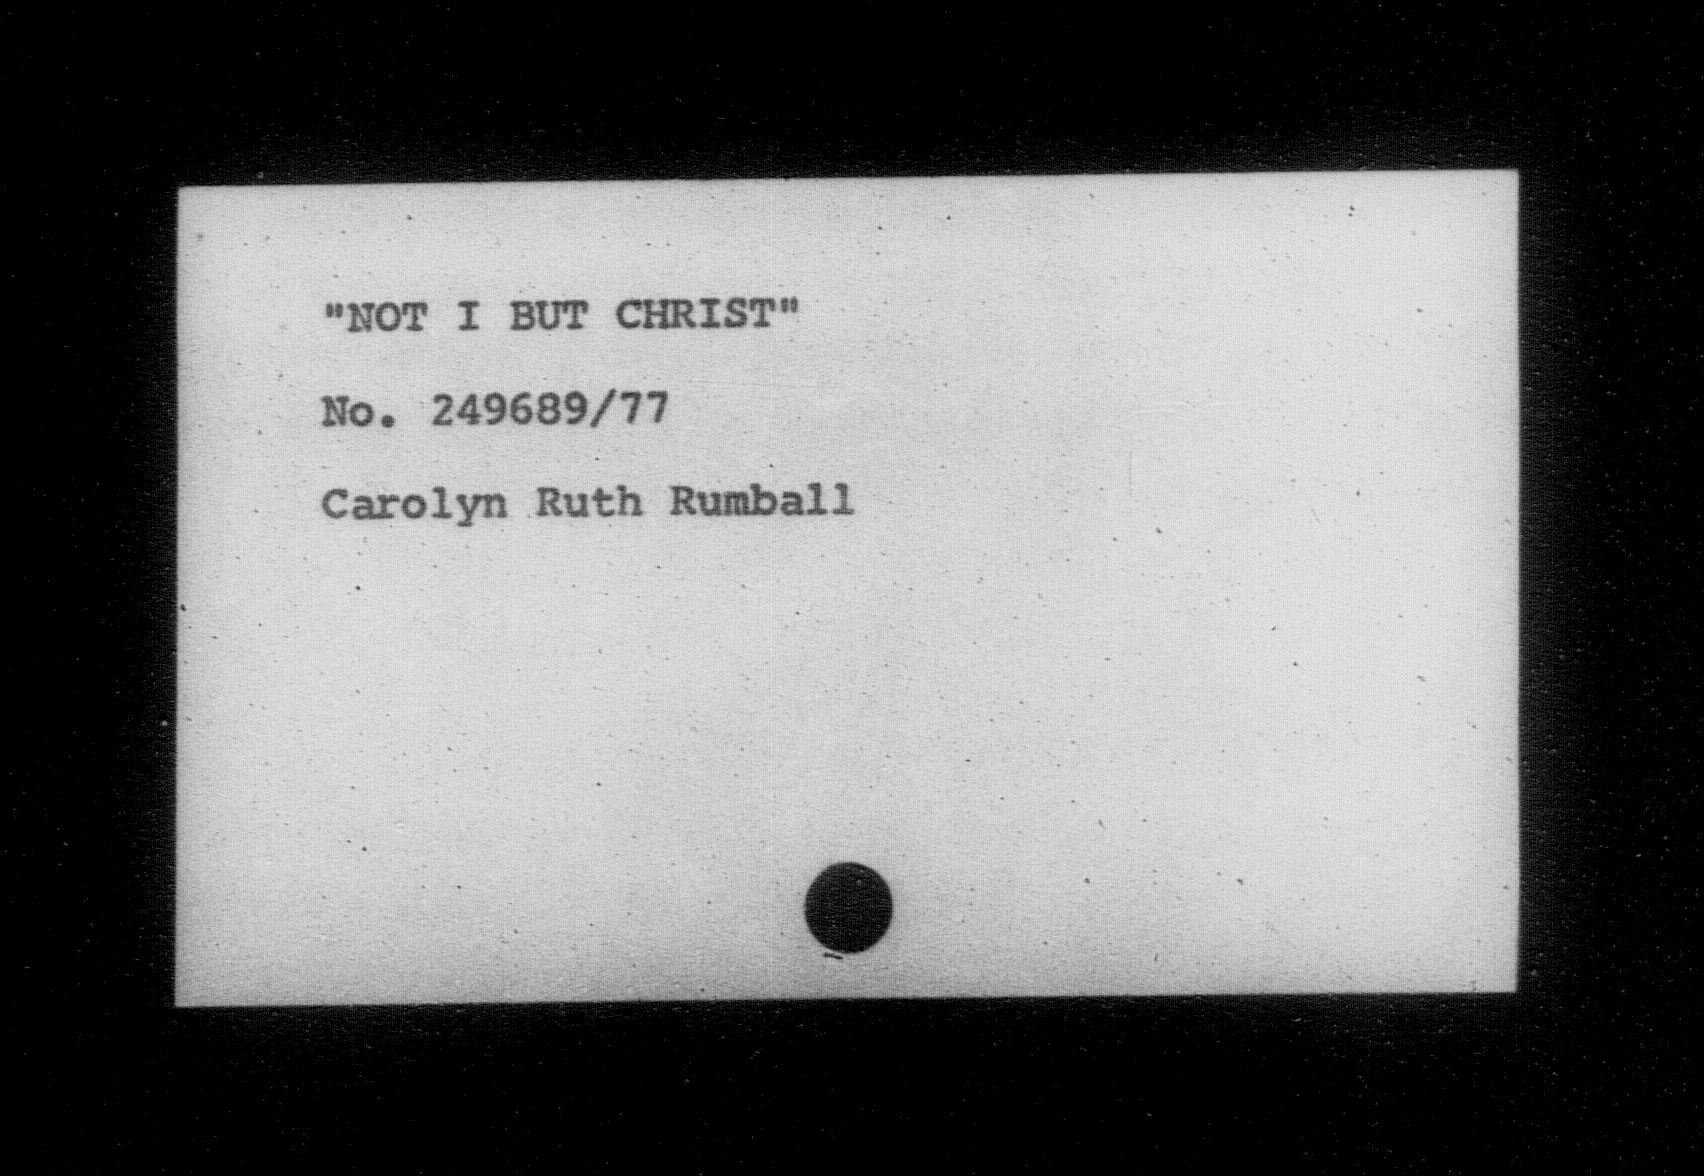 "NOT I BUT CHRIST"
No. 249689/77
Carolyn Ruth Rumball